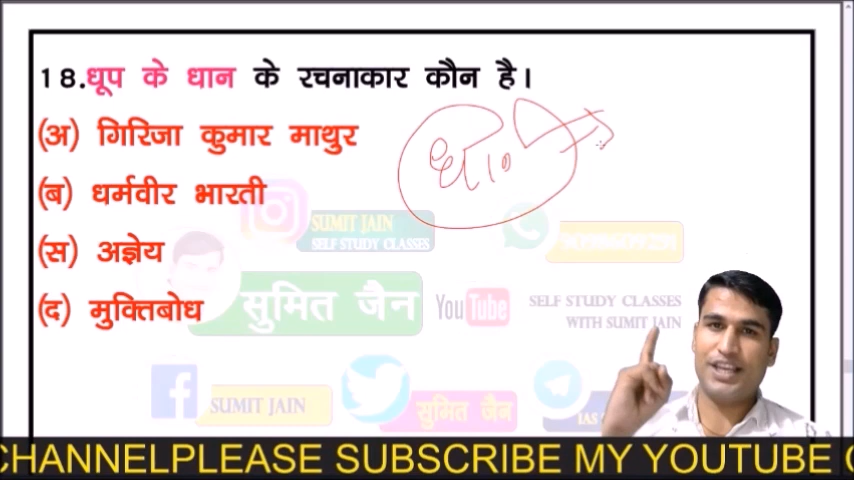 18.धूप के धान के रचनाकार कौन है।
(अ) गिरिजा कुमार माथुर
(ब) धर्मवीर भारती
(स) अज्ञेय
(द) मुक्तिबोध
धान
SUMIT JAIN
SELF STUDY CLASSES
सुमित जैन
YouTube
SELF STUDY CLASSES
WITH SUMIT JAIN
SUMIT JAIN
सुमित जैन
IAS
CHANNELPLEASE SUBSCRIBE MY YOUTUBE